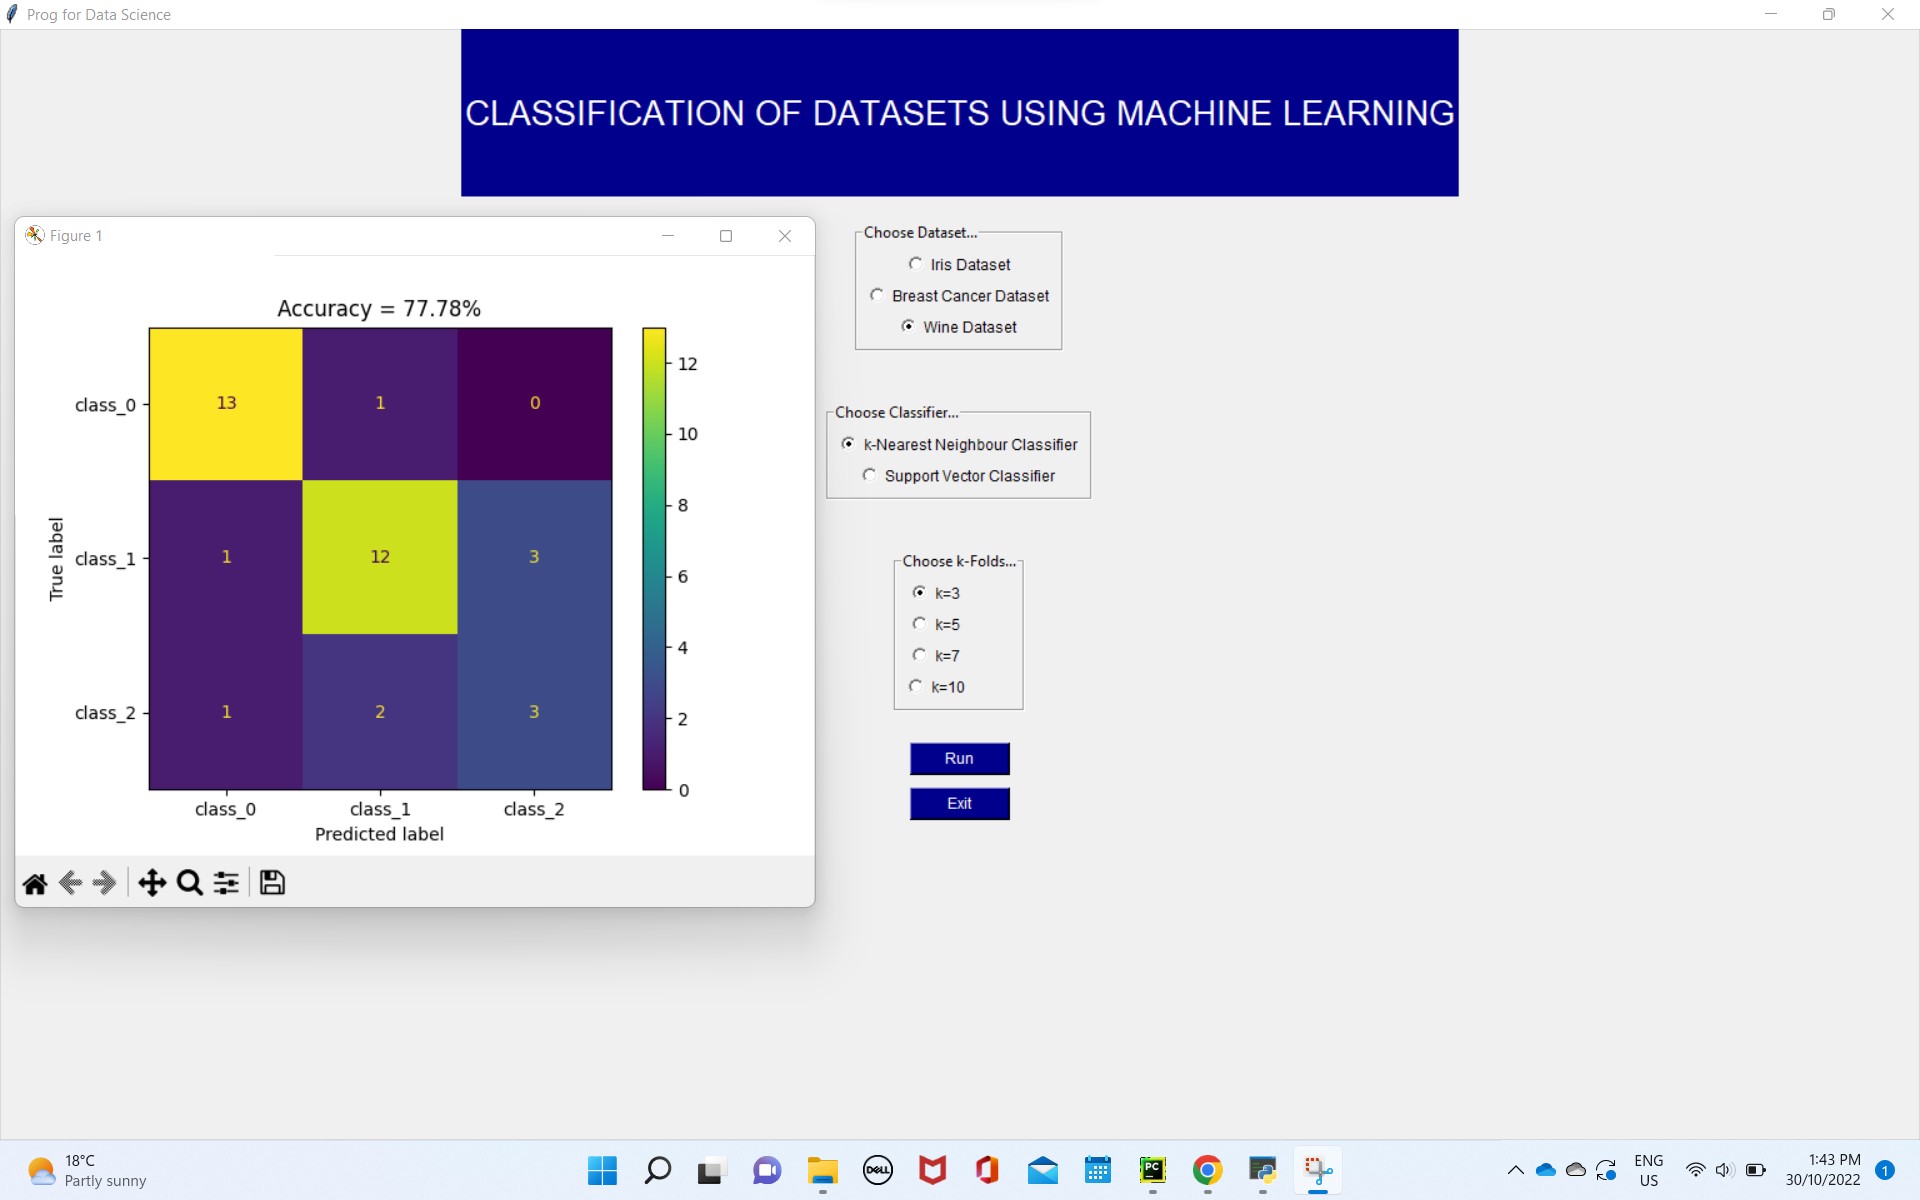 Prog for Data Science
CLASSIFICATION OF DATASETS USING MACHINE LEARNING
Figure 1
Accuracy = 77.78%
True label
class_0
13 1 0
class_1
1 12 3
class_2
1 2 3
class_0 class_1 class_2
Predicted label
12
10
8
6
4
2
0
Choose Dataset...
Iris Dataset
Breast Cancer Dataset
Wine Dataset
Choose Classifier...
k-Nearest Neighbour Classifier
Support Vector Classifier
Choose k-Folds...
k=3
k=5
k=7
k=10
Run
Exit
18°C
Partly sunny
DELL
PC
ENG
US
1:43 PM
30/10/2022
1